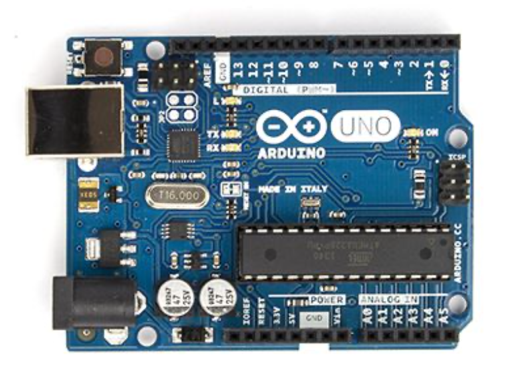 RESET
AREF
GND
13
12
~11
~10
~9
8
7
~6
~5
4
~3
2
TX→1
RX←0
DIGITAL (PWM~)
L
TX
RX
UNO
ON
ARDUINO
ICSP
T16.000
MADE IN ITALY
ARDUINO.CC
47
25V
47
25V
IOREF
RESET
3.3V
5V
GND
Vin
POWER
ANALOG IN
A0
A1
A2
A3
A4
A5